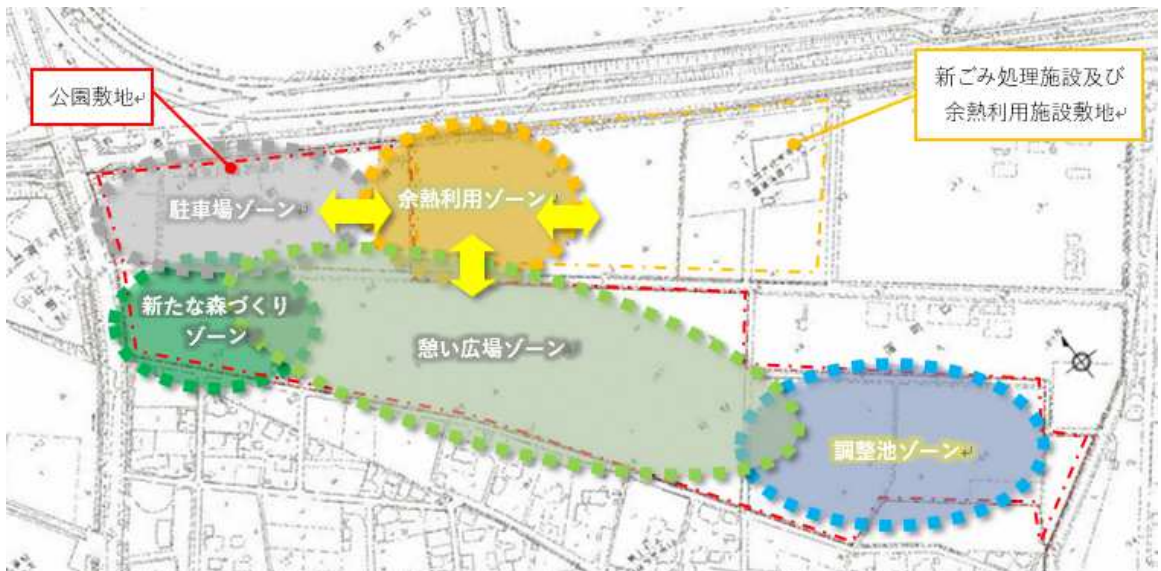 公園敷地
新ごみ処理施設及び
余熱利用施設敷地
駐車場ゾーン
余熱利用ゾーン
新たな森づくり
ゾーン
憩い広場ゾーン
調整池ゾーン